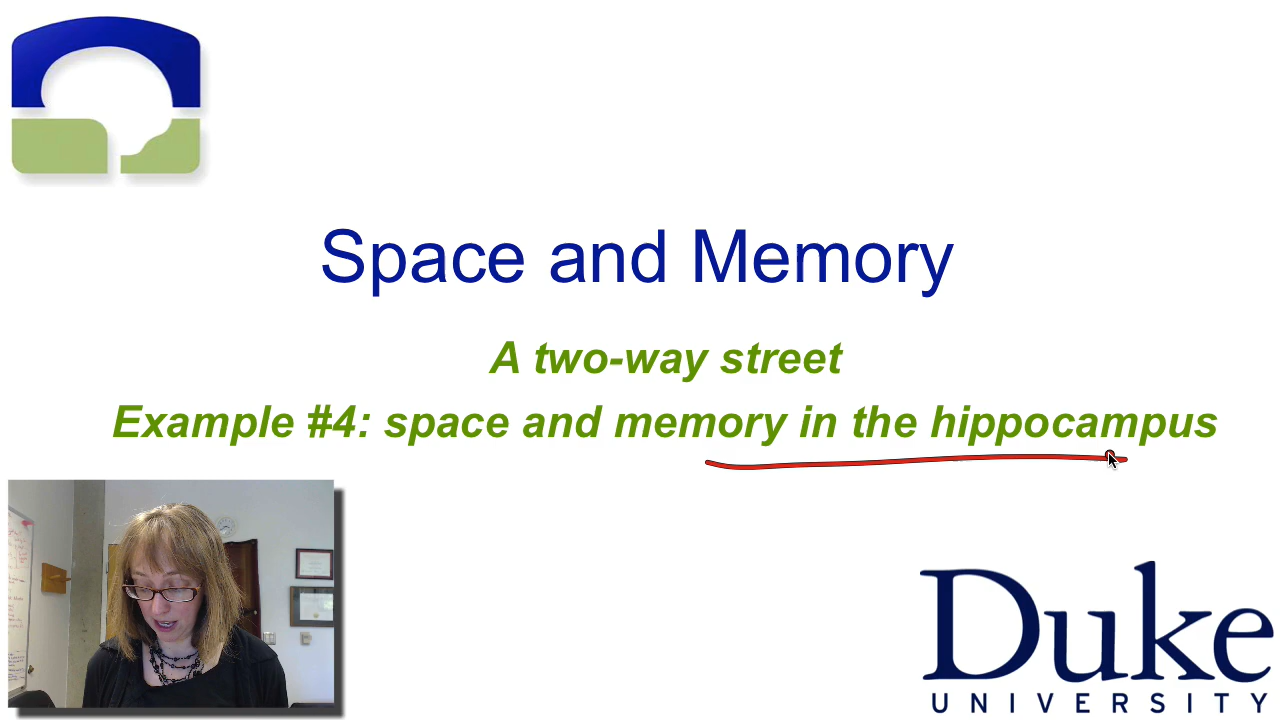 Space and Memory
A two-way street
Example #4: space and memory in the hippocampus
Duke
UNIVERSITY